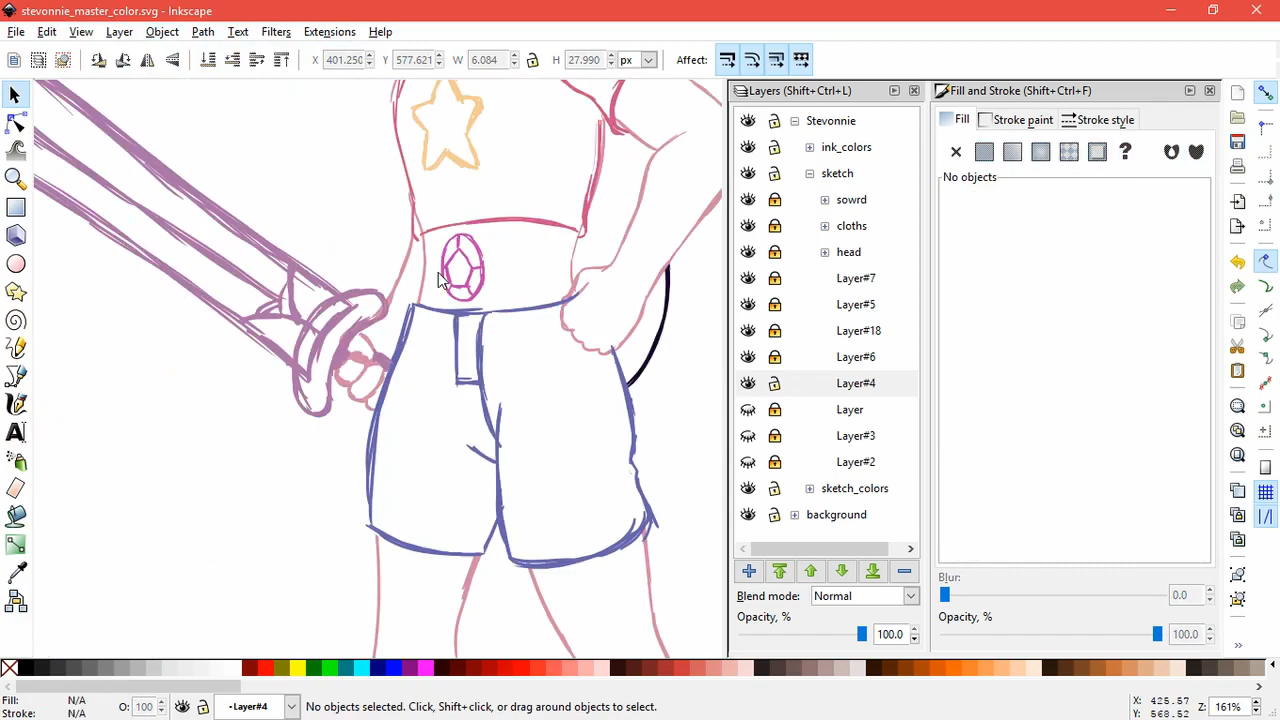 stevonnie_master_color.svg - Inkscape
File Edit View Layer Object Path Text Filters Extensions Help
X 401.250 Y 577.621 W 6.084 H 27.990 px Affect:
Layers (Shift+Ctrl+L)
Stevonnie
ink_colors
sketch
sowrd
cloths
head
Layer#7
Layer#5
Layer#18
Layer#6
Layer#4
Layer
Layer#3
Layer#2
sketch_colors
background
Blend mode: Normal
Opacity, %
100.0
Fill and Stroke (Shift+Ctrl+F)
Fill Stroke paint Stroke style
?
No objects
Blur:
0.0
Opacity, %
100.0
Fill: N/A
Stroke: N/A
O: 100
•Layer#4
No objects selected. Click, Shift+click, or drag around objects to select.
X: 425.57
Y: 560.52
Z: 161%